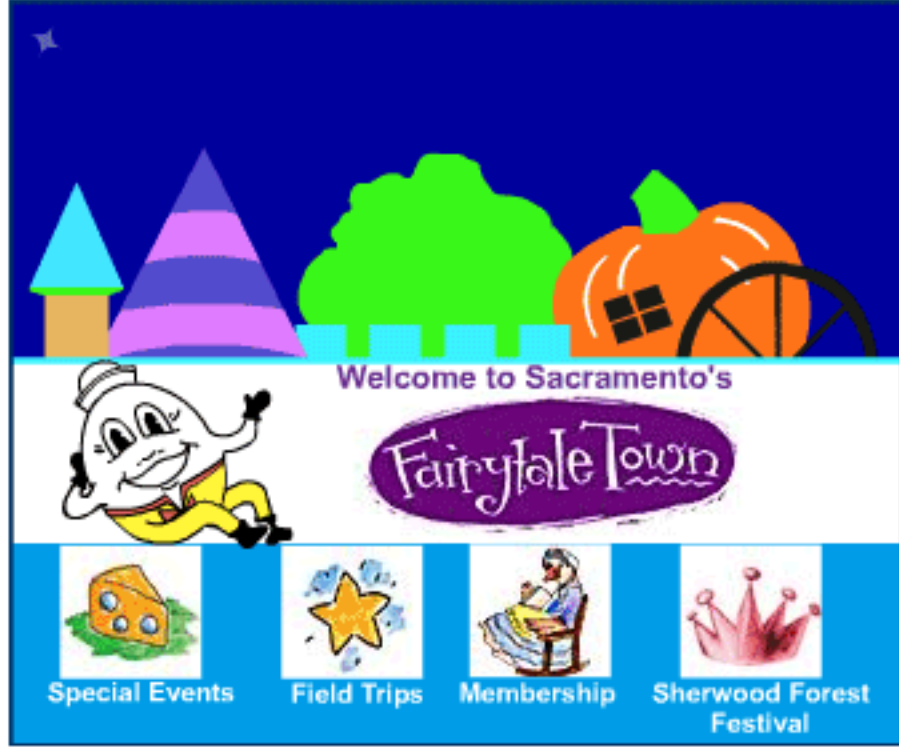 Welcome to Sacramento's
Fairytale Town
Special Events
Field Trips
Membership
Sherwood Forest
Festival